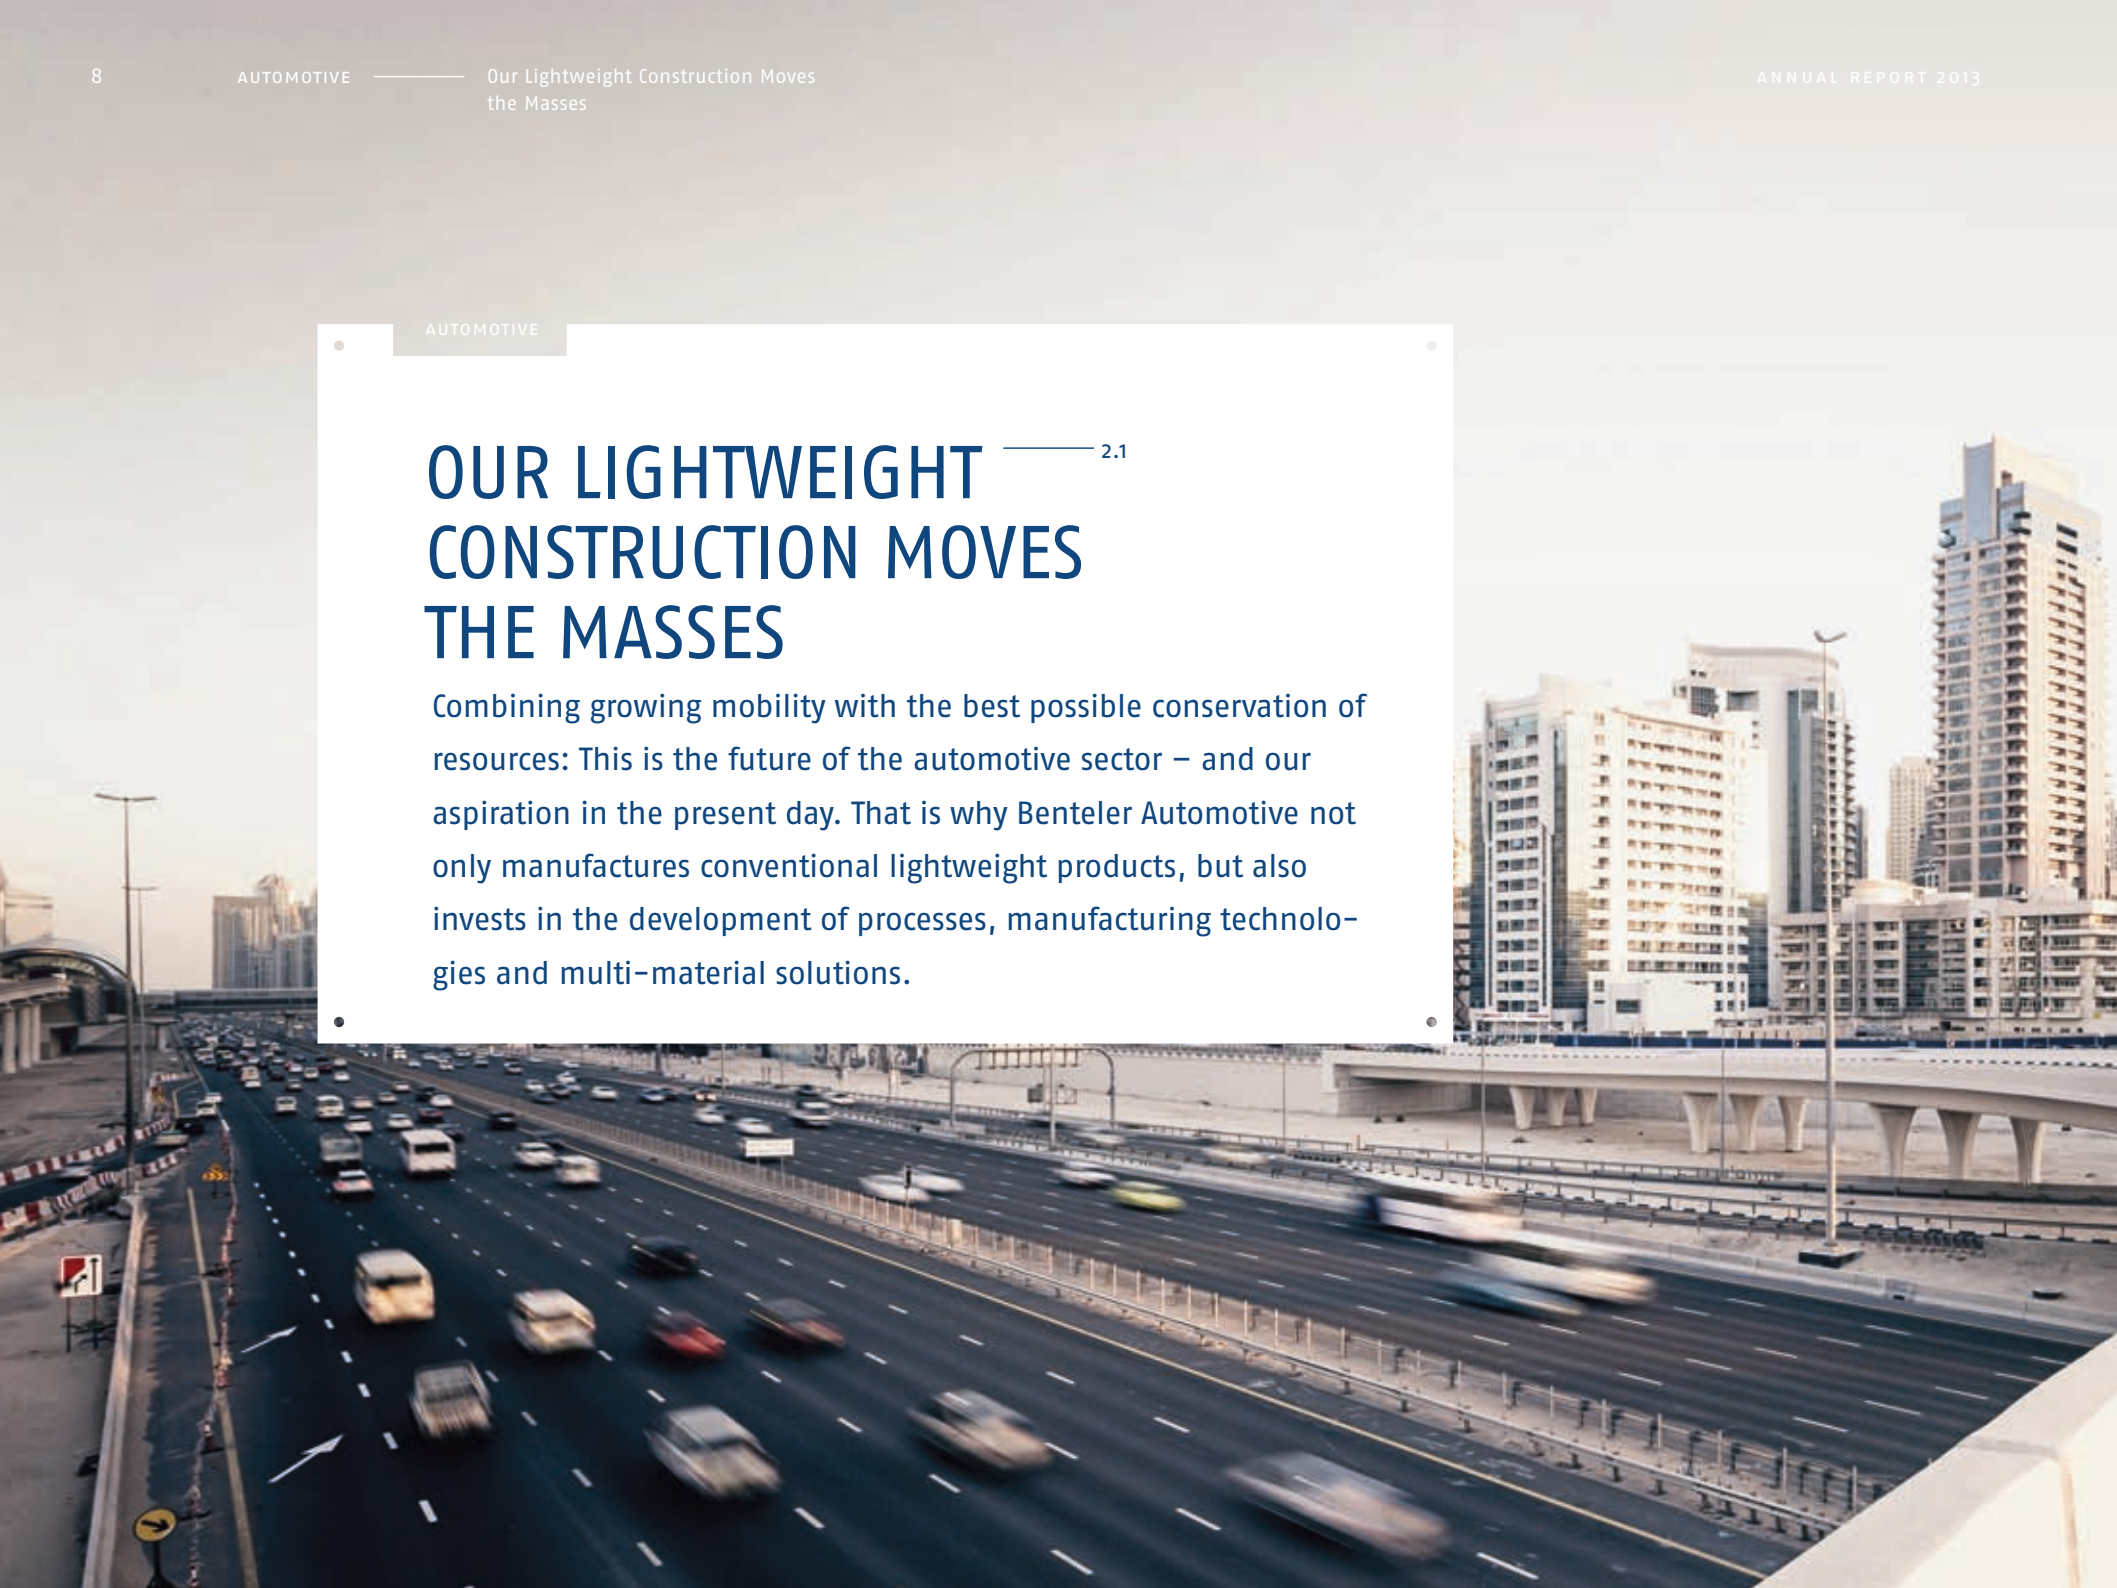 8
AUTOMOTIVE
Our Lightweight Construction Moves
the Masses
ANNUAL REPORT 2013
AUTOMOTIVE
OUR LIGHTWEIGHT
2.1
CONSTRUCTION MOVES
THE MASSES
Combining growing mobility with the best possible conservation of
resources: This is the future of the automotive sector – and our
aspiration in the present day. That is why Benteler Automotive not
only manufactures conventional lightweight products, but also
invests in the development of processes, manufacturing technolo-
gies and multi-material solutions.